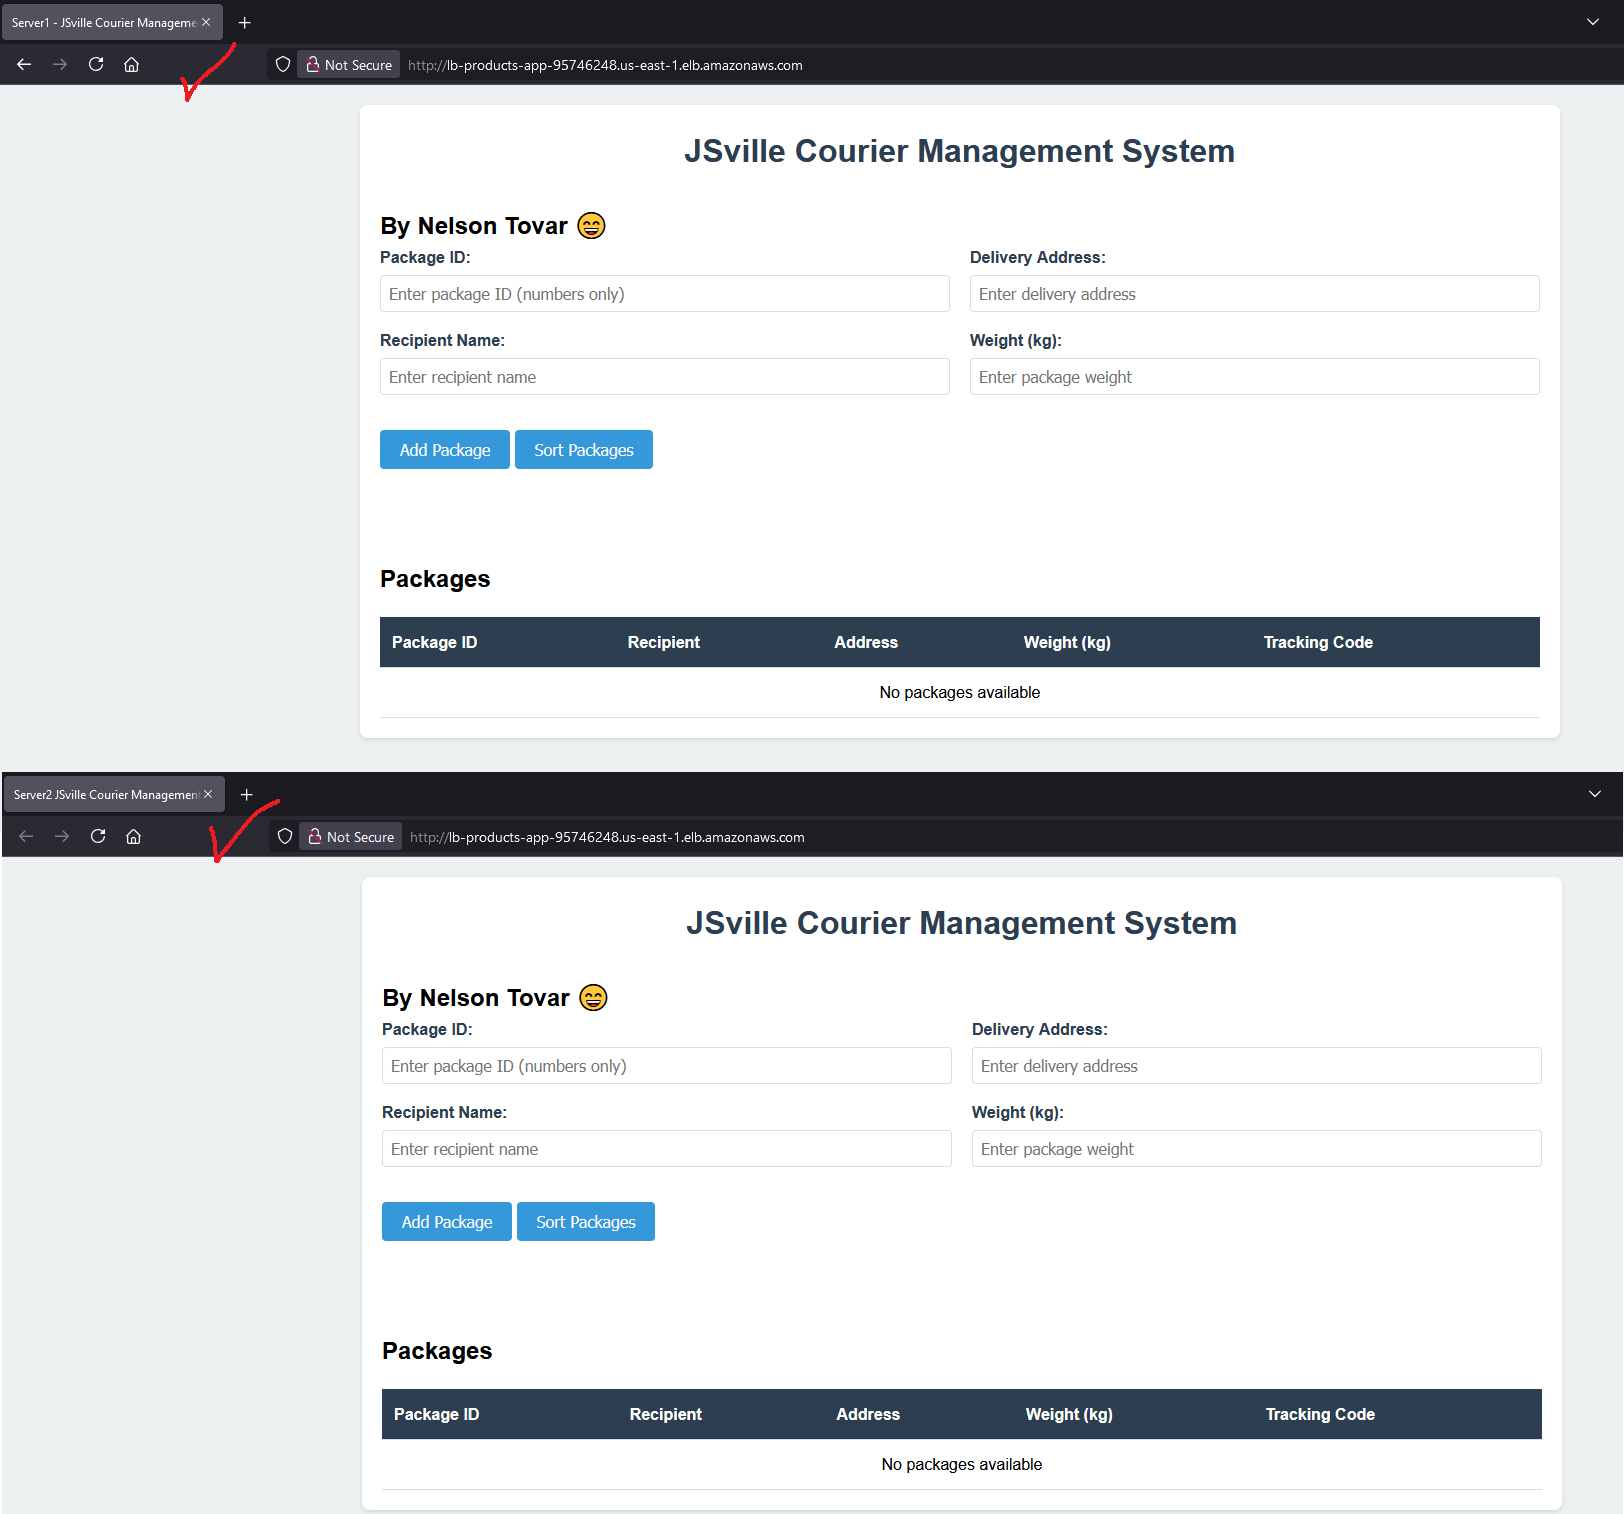 Server1 - JSville Courier Manageme
Not Secure http://lb-products-app-95746248.us-east-1.elb.amazonaws.com
JSville Courier Management System
By Nelson Tovar 😄
Package ID: Delivery Address:
Enter package ID (numbers only) Enter delivery address
Recipient Name: Weight (kg):
Enter recipient name Enter package weight
Add Package Sort Packages
Packages
Package ID Recipient Address Weight (kg) Tracking Code
No packages available
Server2 JSville Courier Management
Not Secure http://lb-products-app-95746248.us-east-1.elb.amazonaws.com
JSville Courier Management System
By Nelson Tovar 😄
Package ID: Delivery Address:
Enter package ID (numbers only) Enter delivery address
Recipient Name: Weight (kg):
Enter recipient name Enter package weight
Add Package Sort Packages
Packages
Package ID Recipient Address Weight (kg) Tracking Code
No packages available